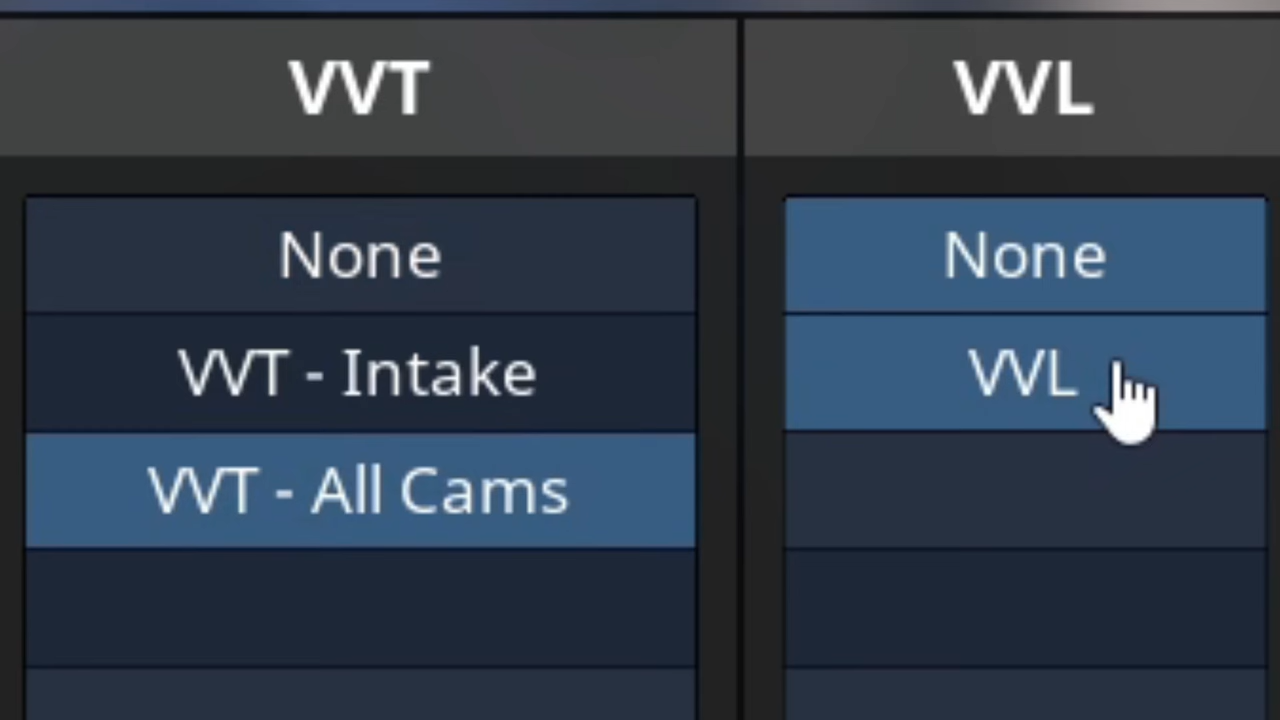 VVT
VVL
None
None
VVT - Intake
VVL
VVT - All Cams